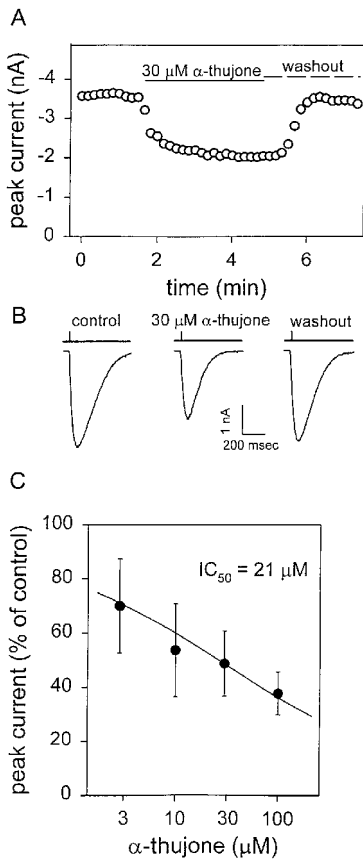 A
30 μM α-thujone
washout
-4
-3
-2
-1
0
peak current (nA)
0
2
4
6
time (min)
B
control
30 μM α-thujone
washout
1 nA
200 msec
C
100
80
60
40
20
0
peak current (% of control)
IC50 = 21 μM
3
10
30
100
α-thujone (μM)